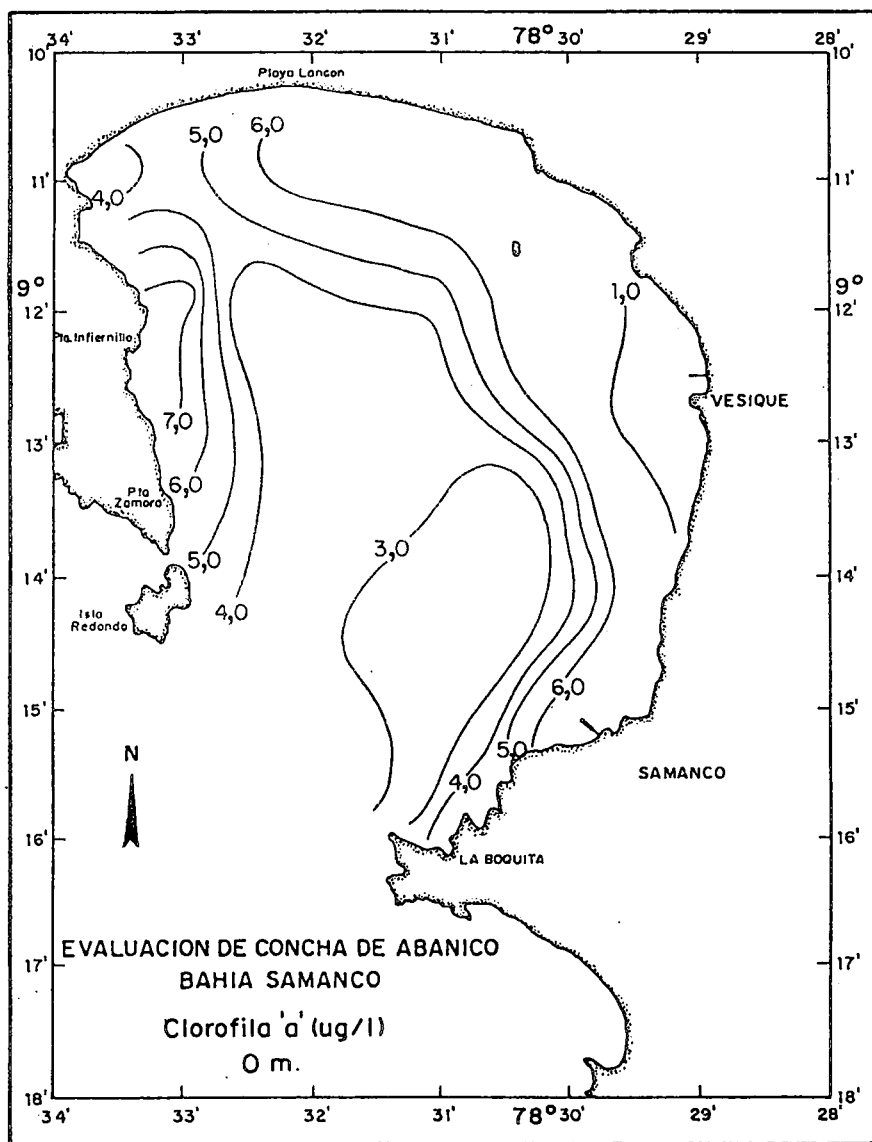 34' 33' 32' 31' 78° 30' 29' 28'
10' 10'
Playa Lancon
5,0 6,0
11' 4,0 11'
9° 1,0 9°
12' 12'
Pta. Infiernillo
VESIQUE
7,0
13' 13'
6,0
Pta Zamora
3,0
5,0
14' 4,0 14'
Isla Redonda
6,0
15' 15'
5,0
N SAMANCO
4,0
16' 16'
LA BOQUITA
EVALUACION DE CONCHA DE ABANICO
17' 17'
BAHIA SAMANCO
Clorofila 'a' (ug/l)
0 m.
18' 18'
34' 33' 32' 31' 78° 30' 29' 28'